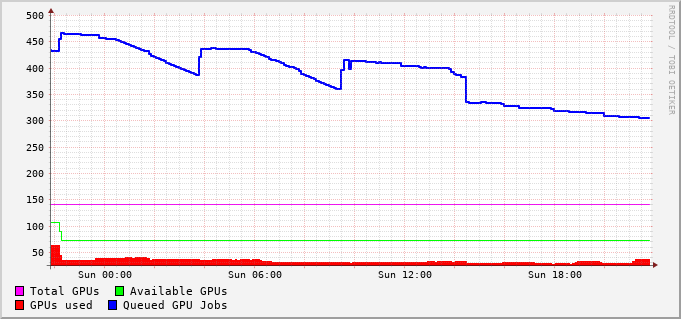 500
450
400
350
300
250
200
150
100
50
Sun 00:00 Sun 06:00 Sun 12:00 Sun 18:00
Total GPUs Available GPUs
GPUs used Queued GPU Jobs
RRDTOOL / TOBI OETIKER